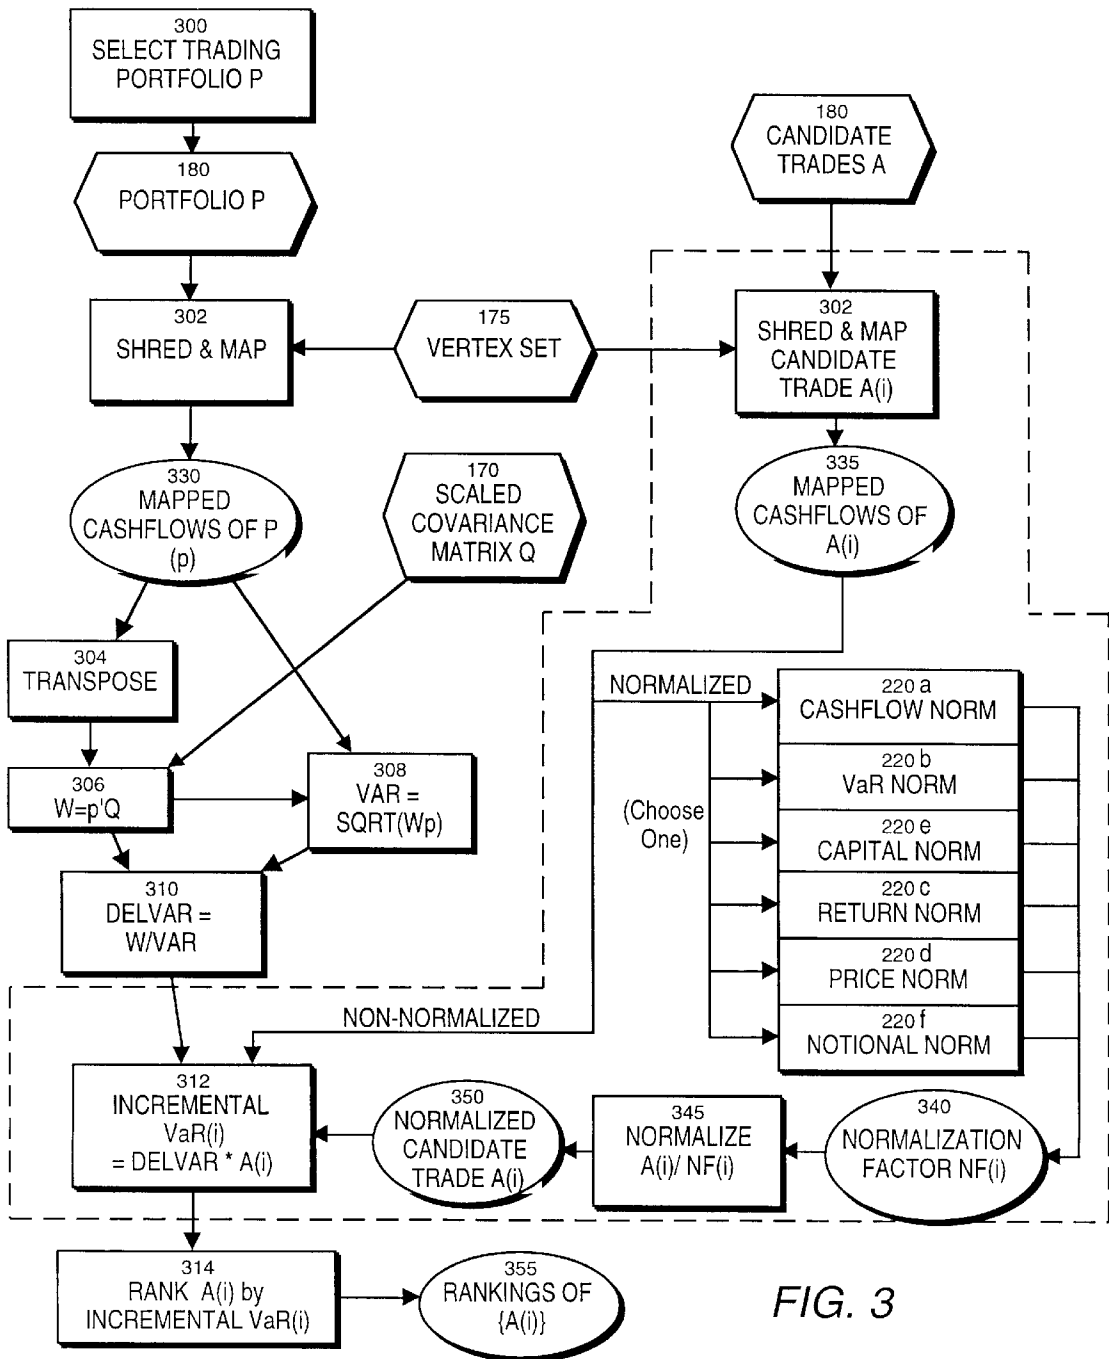 300
SELECT TRADING
PORTFOLIO P
180
PORTFOLIO P
180
CANDIDATE
TRADES A
302
SHRED & MAP
175
VERTEX SET
302
SHRED & MAP
CANDIDATE
TRADE A(i)
330
MAPPED
CASHFLOWS OF P
(p)
170
SCALED
COVARIANCE
MATRIX Q
335
MAPPED
CASHFLOWS OF
A(i)
304
TRANSPOSE
306
W=p'Q
308
VAR =
SQRT(Wp)
310
DELVAR =
W/VAR
NORMALIZED
(Choose
One)
220 a
CASHFLOW NORM
220 b
VaR NORM
220 e
CAPITAL NORM
220 c
RETURN NORM
220 d
PRICE NORM
220 f
NOTIONAL NORM
NON-NORMALIZED
312
INCREMENTAL
VaR(i)
= DELVAR * A(i)
350
NORMALIZED
CANDIDATE
TRADE A(i)
345
NORMALIZE
A(i)/ NF(i)
340
NORMALIZATION
FACTOR NF(i)
314
RANK A(i) by
INCREMENTAL VaR(i)
355
RANKINGS OF
{A(i)}
FIG. 3